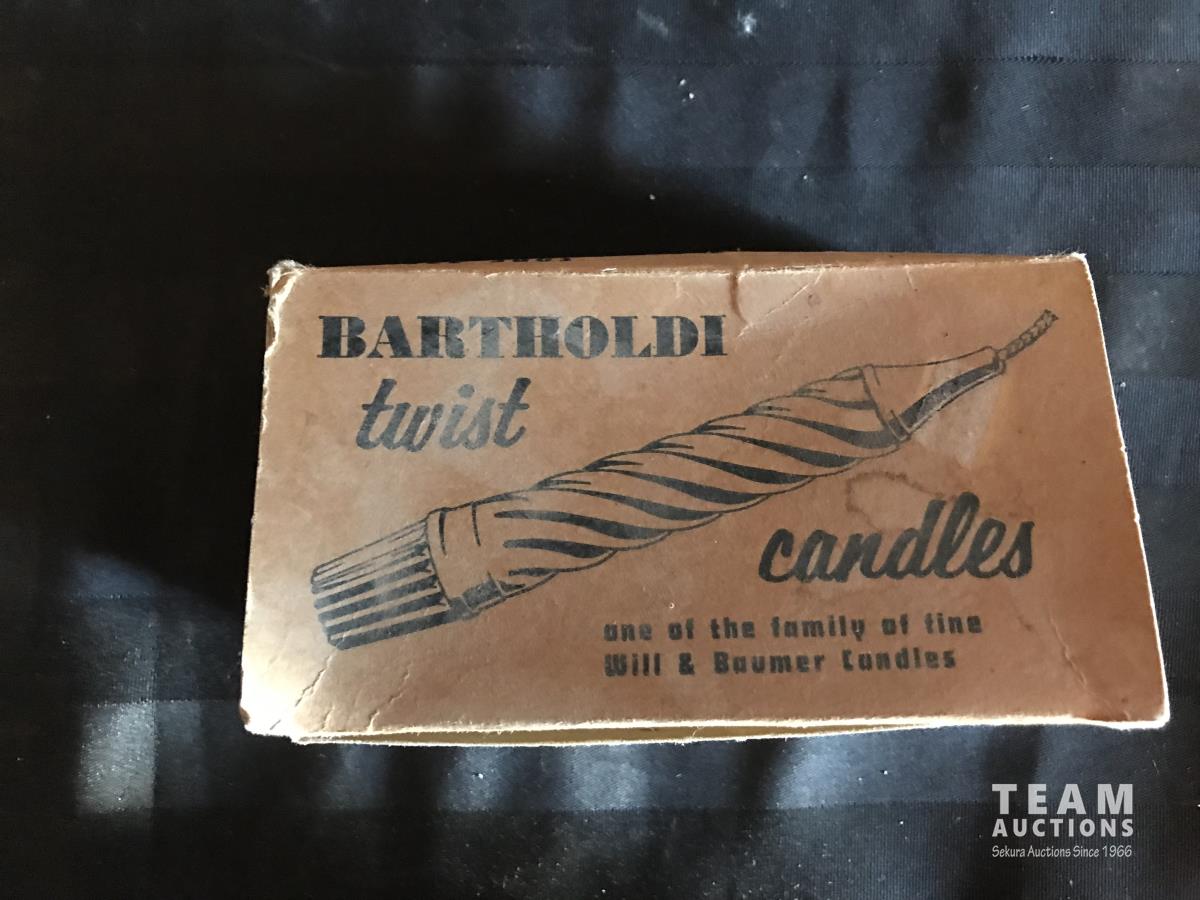 BARTHOLDI
twist
candles
one of the family of fine
Will & Baumer Candles
TEAM
AUCTIONS
Sekura Auctions Since 1966